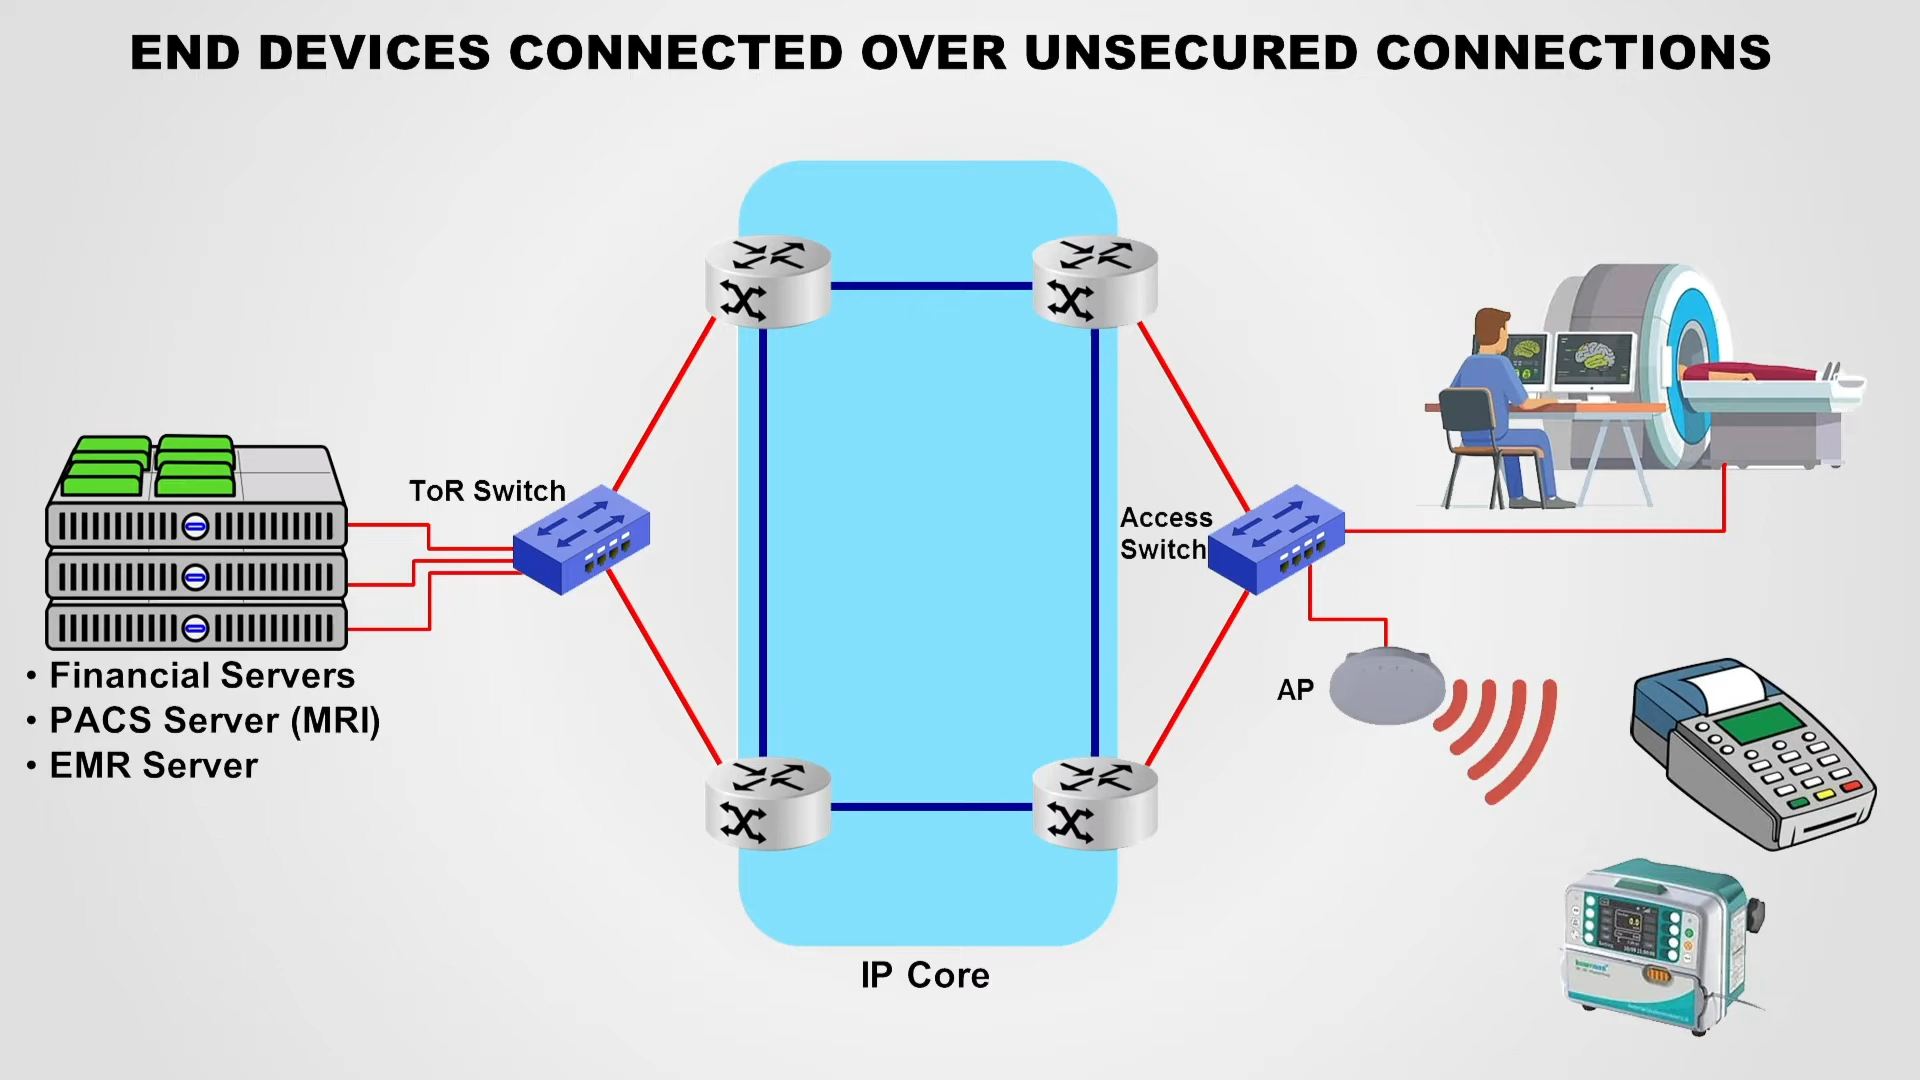 END DEVICES CONNECTED OVER UNSECURED CONNECTIONS
ToR Switch
Access
Switch
• Financial Servers
• PACS Server (MRI)
• EMR Server
AP
IP Core